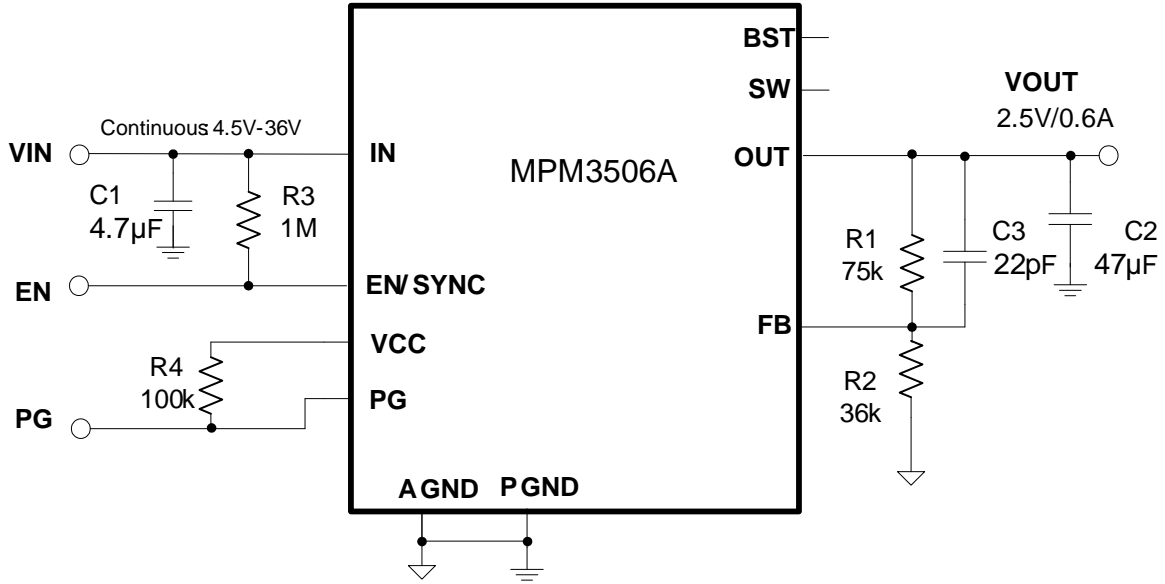 BST
SW
VOUT
2.5V/0.6A
Continuous: 4.5V-36V
VIN
IN
MPM3506A
OUT
C1
4.7µF
R3
1M
R1
75k
C3
22pF
C2
47µF
EN
EN/SYNC
FB
VCC
R4
100k
PG
PG
R2
36k
AGND
PGND